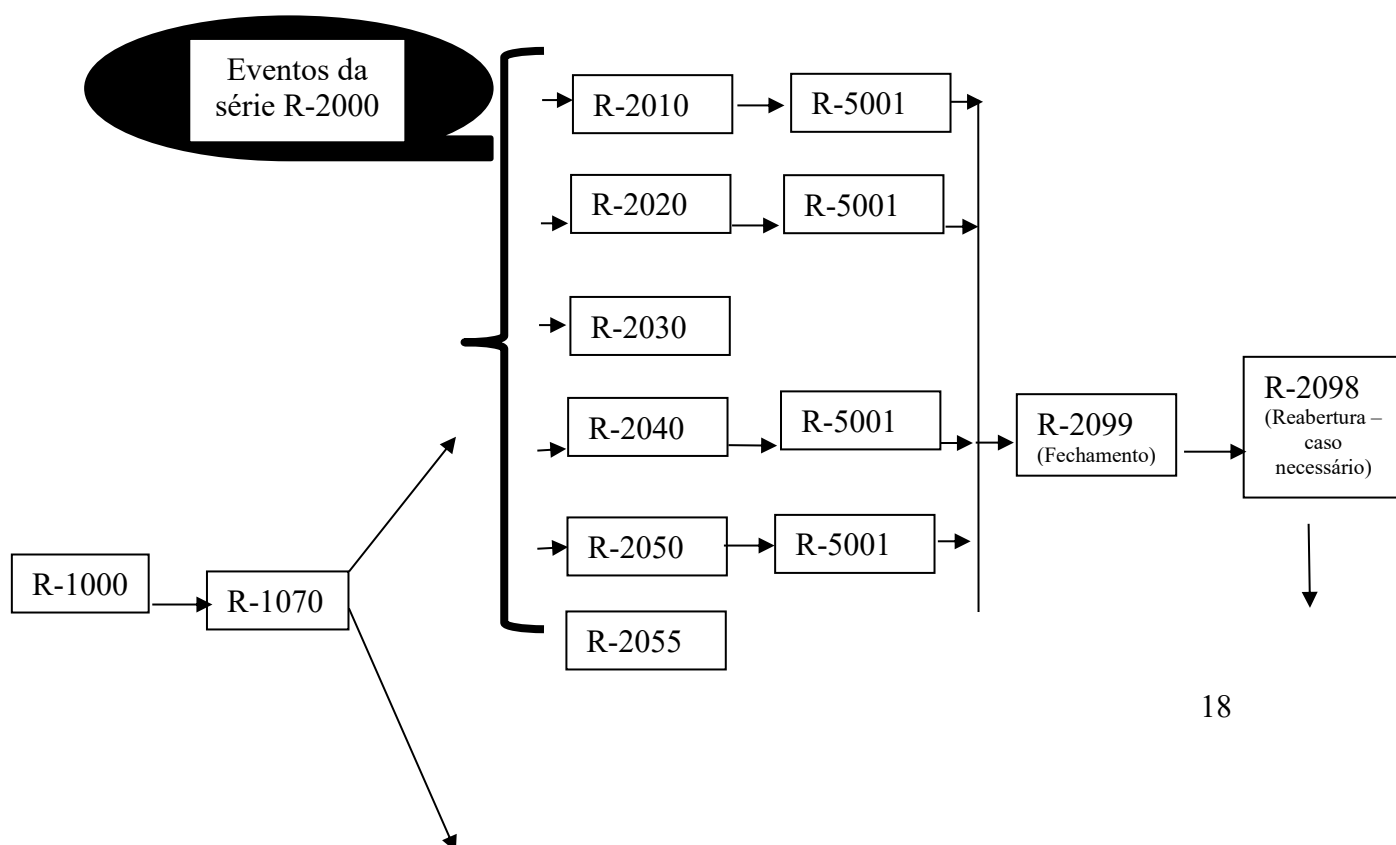 Eventos da
série R-2000
R-2010
R-5001
R-2020
R-5001
R-2030
R-2040
R-5001
R-2099
(Fechamento)
R-2098
(Reabertura –
caso
necessário)
R-2050
R-5001
R-1000
R-1070
R-2055
18